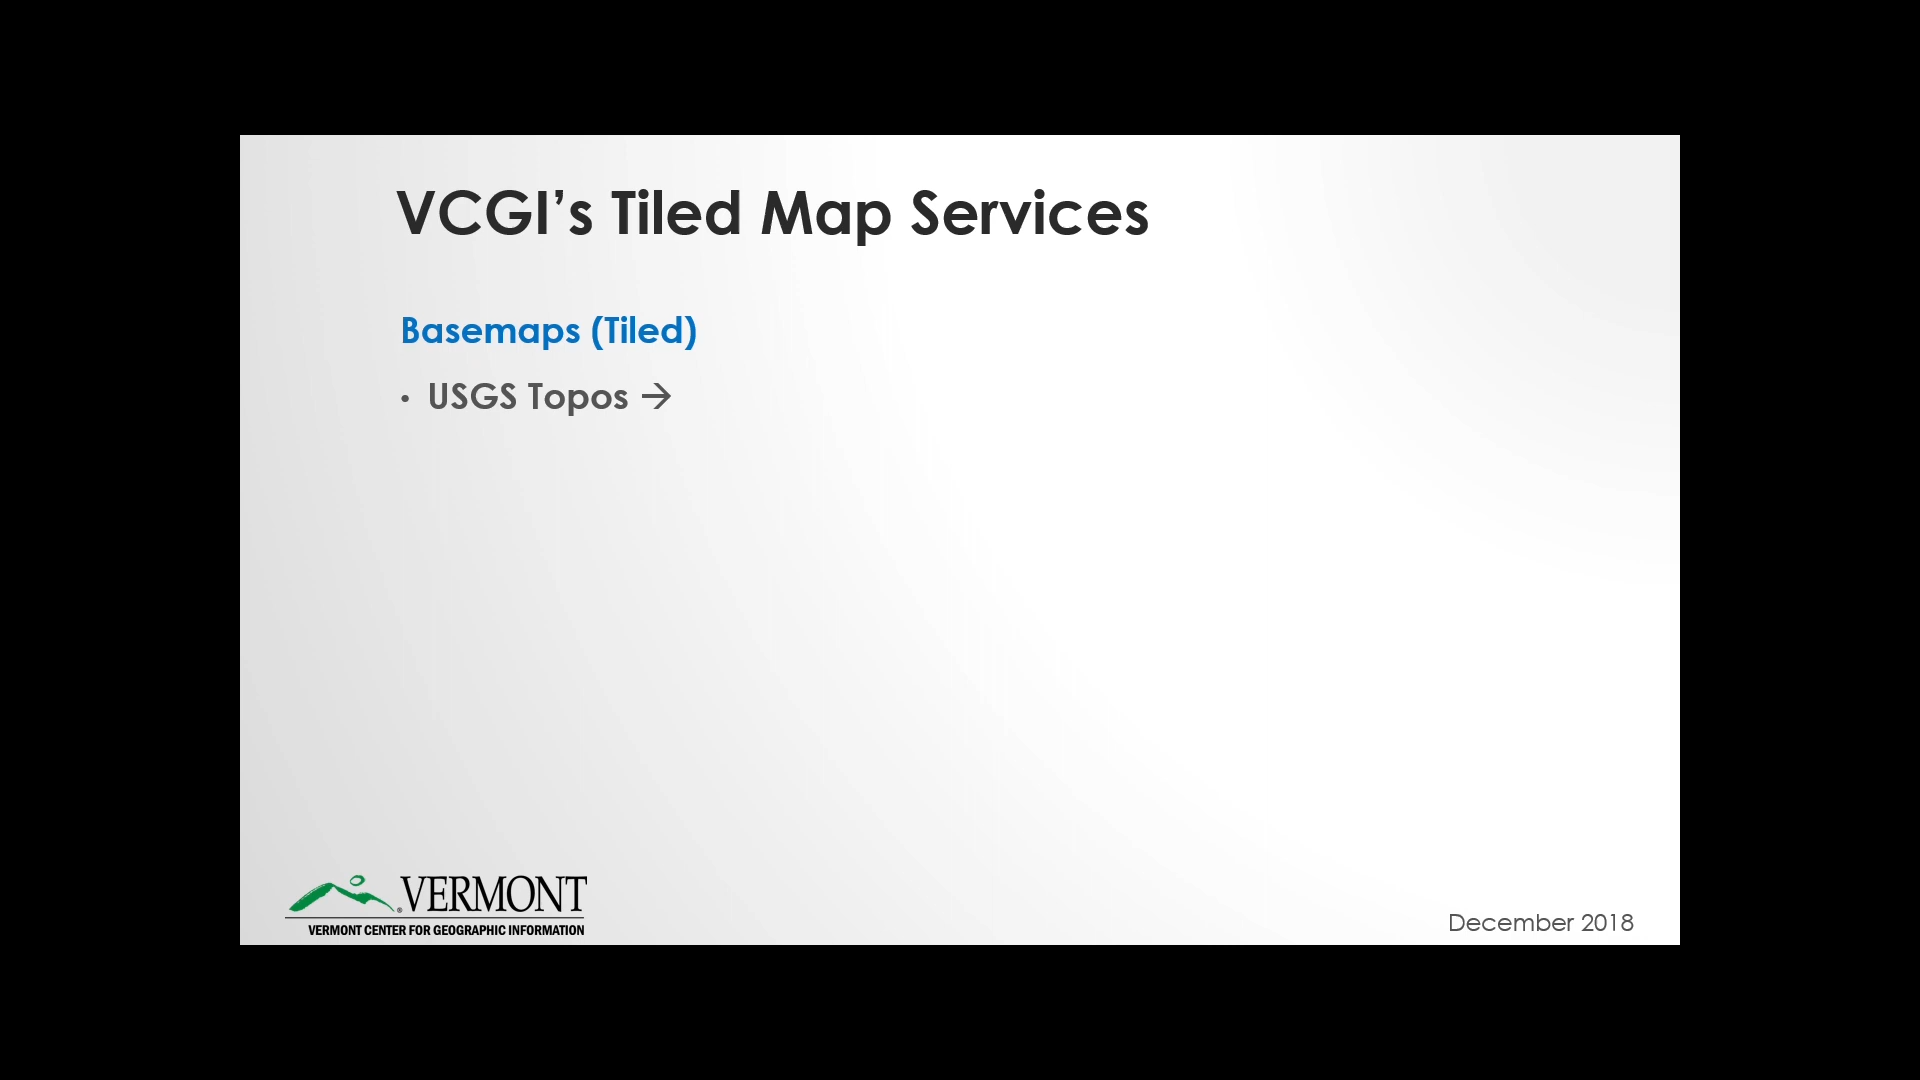 VCGI’s Tiled Map Services
Basemaps (Tiled)
• USGS Topos →
VERMONT
VERMONT CENTER FOR GEOGRAPHIC INFORMATION
December 2018